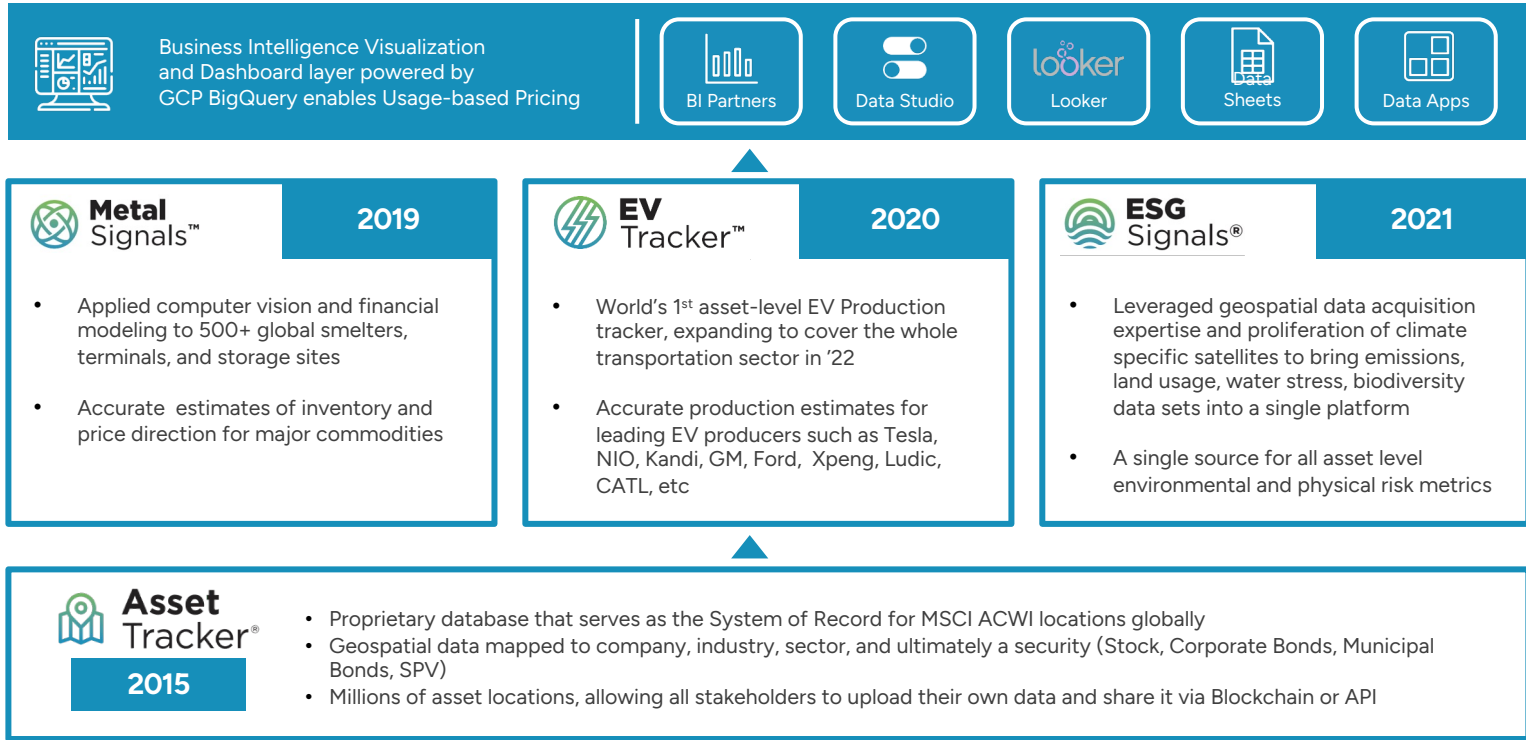 Business Intelligence Visualization
and Dashboard layer powered by
GCP BigQuery enables Usage-based Pricing
BI Partners
Data Studio
looker
Looker
Data
Sheets
Data Apps
Metal
Signals™
2019
• Applied computer vision and financial
modeling to 500+ global smelters,
terminals, and storage sites
• Accurate estimates of inventory and
price direction for major commodities
EV
Tracker™
2020
• World’s 1st asset-level EV Production
tracker, expanding to cover the whole
transportation sector in ’22
• Accurate production estimates for
leading EV producers such as Tesla,
NIO, Kandi, GM, Ford, Xpeng, Ludic,
CATL, etc
ESG
Signals®
2021
• Leveraged geospatial data acquisition
expertise and proliferation of climate
specific satellites to bring emissions,
land usage, water stress, biodiversity
data sets into a single platform
• A single source for all asset level
environmental and physical risk metrics
Asset
Tracker®
2015
• Proprietary database that serves as the System of Record for MSCI ACWI locations globally
• Geospatial data mapped to company, industry, sector, and ultimately a security (Stock, Corporate Bonds, Municipal
Bonds, SPV)
• Millions of asset locations, allowing all stakeholders to upload their own data and share it via Blockchain or API